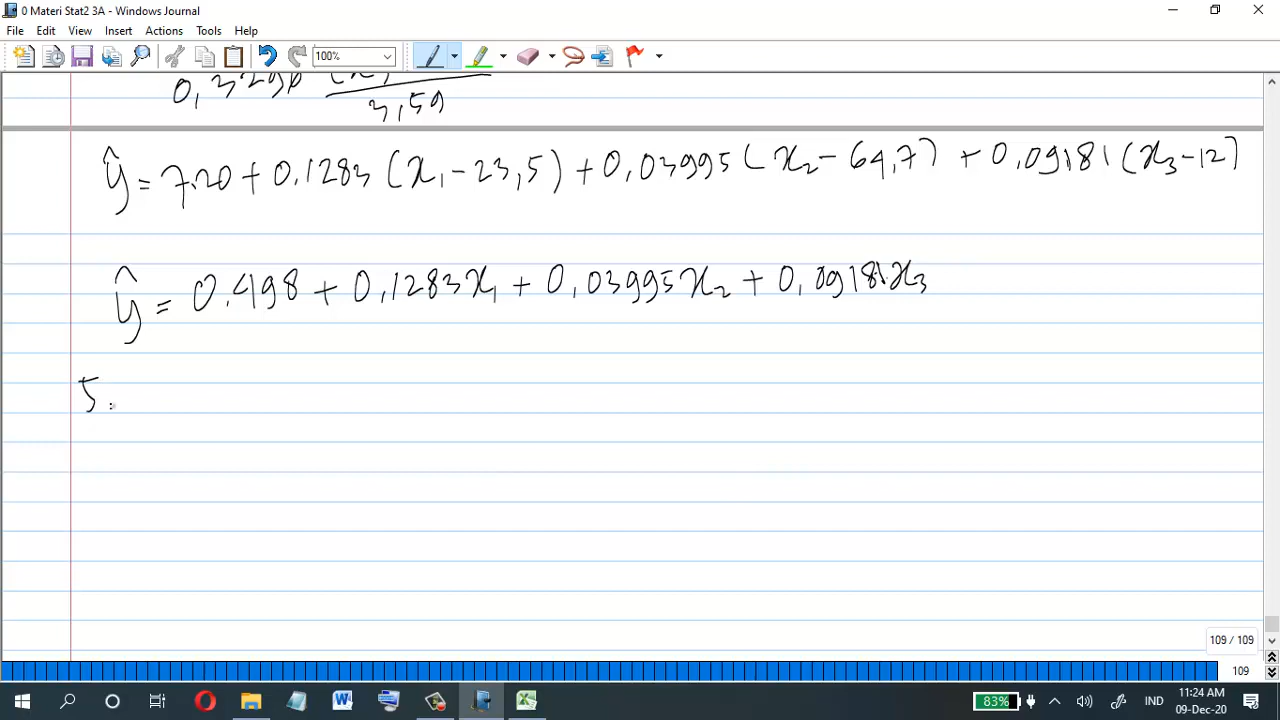 0 Materi Stat2 3A - Windows Journal
File Edit View Insert Actions Tools Help
100%
3,59
ŷ = 7.20 + 0.1283 (x₁ - 23,5) + 0,03995 (x₂ - 64,7) + 0,09181 (x₃ - 12)
ŷ = 0.498 + 0,1283x₁ + 0,03995x₂ + 0,09181x₃
5.
109 / 109
109
83%
IND
11:24 AM
09-Dec-20